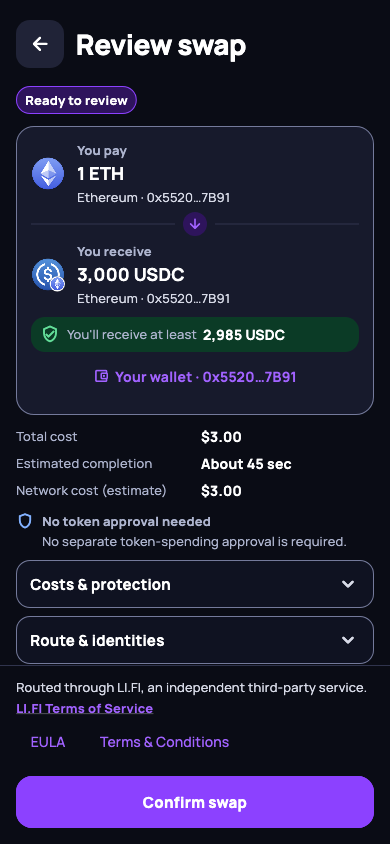 Review swap
Ready to review
You pay
1 ETH
Ethereum · 0x5520...7B91
You receive
3,000 USDC
Ethereum · 0x5520...7B91
You'll receive at least 2,985 USDC
Your wallet · 0x5520...7B91
Total cost $3.00
Estimated completion About 45 sec
Network cost (estimate) $3.00
No token approval needed
No separate token-spending approval is required.
Costs & protection
Route & identities
Routed through LI.FI, an independent third-party service.
LI.FI Terms of Service
EULA Terms & Conditions
Confirm swap